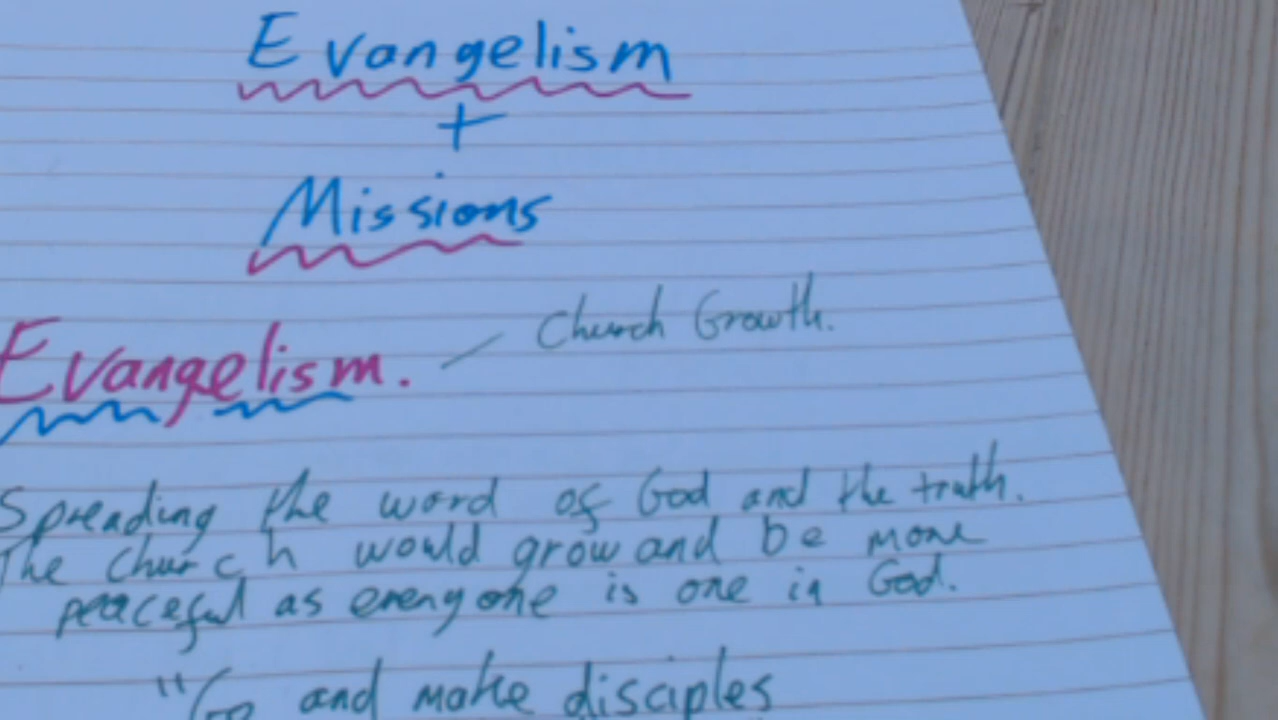 Evangelism
+
Missions
Evangelism. — Church Growth.
Spreading the word of God and the truth.
The church would grow and be more
peaceful as everyone is one in God.
"Go and make disciples